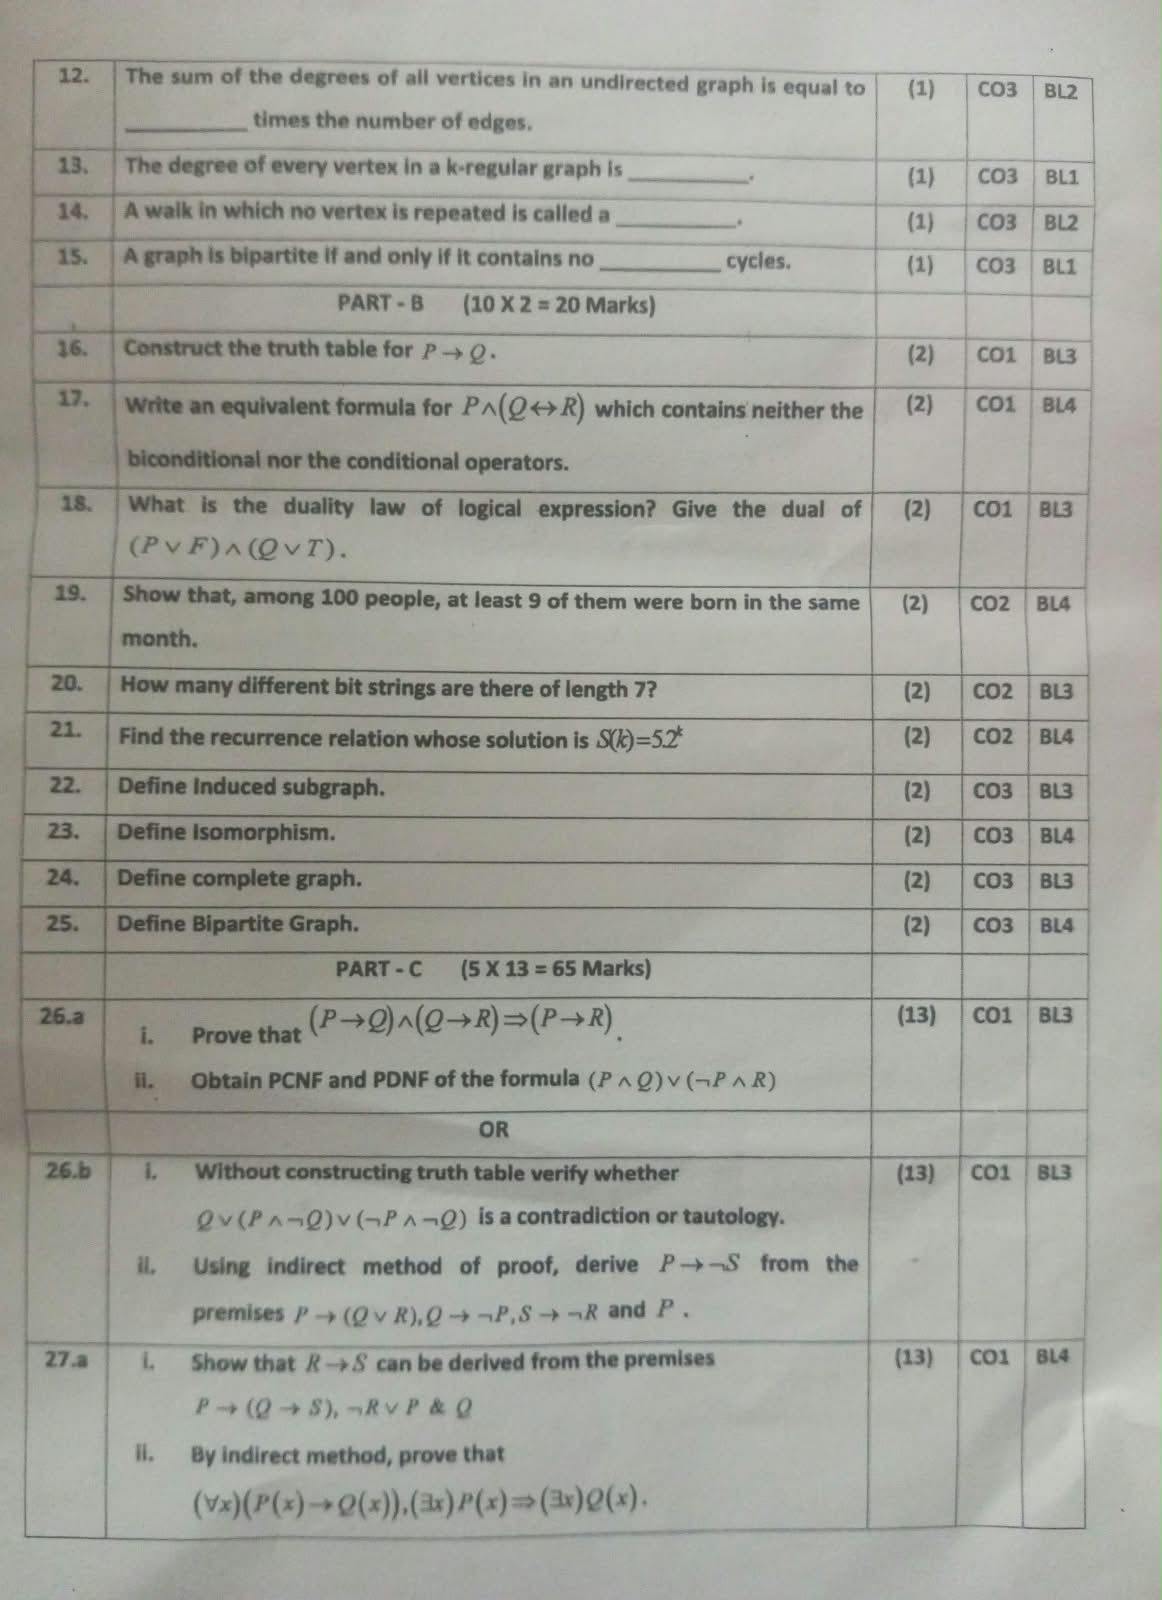 12. The sum of the degrees of all vertices in an undirected graph is equal to (1) CO3 BL2
__________ times the number of edges.
13. The degree of every vertex in a k-regular graph is __________. (1) CO3 BL1
14. A walk in which no vertex is repeated is called a __________. (1) CO3 BL2
15. A graph is bipartite if and only if it contains no __________ cycles. (1) CO3 BL1
PART - B (10 X 2 = 20 Marks)
16. Construct the truth table for P → Q. (2) CO1 BL3
17. Write an equivalent formula for P∧(Q↔R) which contains neither the (2) CO1 BL4
biconditional nor the conditional operators.
18. What is the duality law of logical expression? Give the dual of (2) CO1 BL3
(P ∨ F) ∧ (Q ∨ T).
19. Show that, among 100 people, at least 9 of them were born in the same (2) CO2 BL4
month.
20. How many different bit strings are there of length 7? (2) CO2 BL3
21. Find the recurrence relation whose solution is S(k)=5.2^k (2) CO2 BL4
22. Define Induced subgraph. (2) CO3 BL3
23. Define Isomorphism. (2) CO3 BL4
24. Define complete graph. (2) CO3 BL3
25. Define Bipartite Graph. (2) CO3 BL4
PART - C (5 X 13 = 65 Marks)
26.a i. Prove that (P→Q)∧(Q→R)⇒(P→R). (13) CO1 BL3
ii. Obtain PCNF and PDNF of the formula (P ∧ Q) ∨ (¬P ∧ R)
OR
26.b i. Without constructing truth table verify whether (13) CO1 BL3
Q ∨ (P ∧ ¬Q) ∨ (¬P ∧ ¬Q) is a contradiction or tautology.
ii. Using indirect method of proof, derive P → ¬S from the
premises P → (Q ∨ R), Q → ¬P, S → ¬R and P.
27.a i. Show that R → S can be derived from the premises (13) CO1 BL4
P → (Q → S), ¬R ∨ P & Q
ii. By indirect method, prove that
(∀x)(P(x)→Q(x)),(∃x)P(x)⇒(∃x)Q(x).